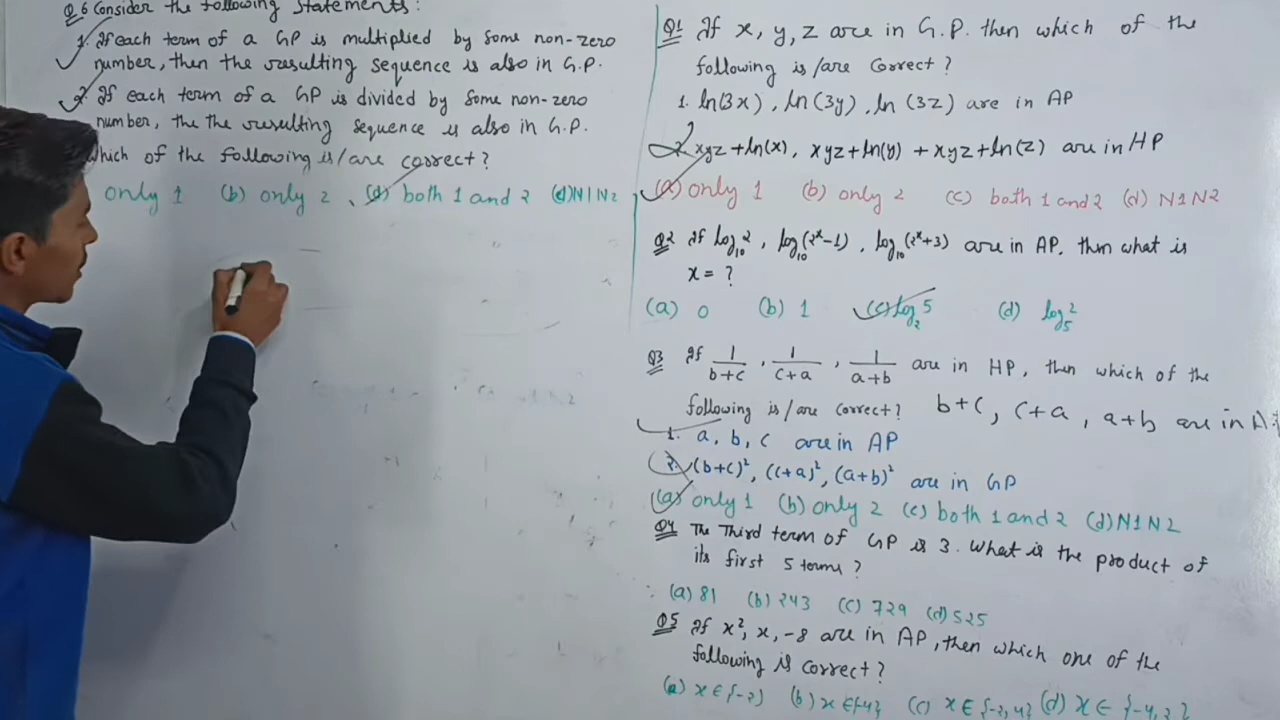 Q6 Consider the following statements:
1. If each term of a GP is multiplied by some non-zero
number, then the resulting sequence is also in G.P.
2. If each term of a GP is divided by some non-zero
number, the the resulting sequence is also in G.P.
Which of the following is/are correct?
only 1 (b) only 2 (c) both 1 and 2 (d) N1N2
Q1 If x, y, z are in G.P. then which of the
following is/are correct?
1. ln(3x), ln(3y), ln(3z) are in AP
2. xyz+ln(x), xyz+ln(y) + xyz+ln(z) are in HP
(a) only 1 (b) only 2 (c) both 1 and 2 (d) N1N2
Q2 If log₁₀2, log₁₀(2ˣ-1), log₁₀(2ˣ+3) are in AP, then what is
x = ?
(a) 0 (b) 1 (c) log₂5 (d) log₅2
Q3 If 1/(b+c), 1/(c+a), 1/(a+b) are in HP, then which of the
following is/are correct? b+c, c+a, a+b are in A.
1. a, b, c are in AP
2. (b+c)², (c+a)², (a+b)² are in GP
(a) only 1 (b) only 2 (c) both 1 and 2 (d) N1N2
Q4 The Third term of GP is 3. What is the product of
its first 5 terms?
(a) 81 (b) 243 (c) 729 (d) 525
Q5 If x², x, -8 are in AP, then which one of the
following is correct?
(a) x∈{-2} (b) x∈{4} (c) x∈{-2,4} (d) x∈{-4,2}